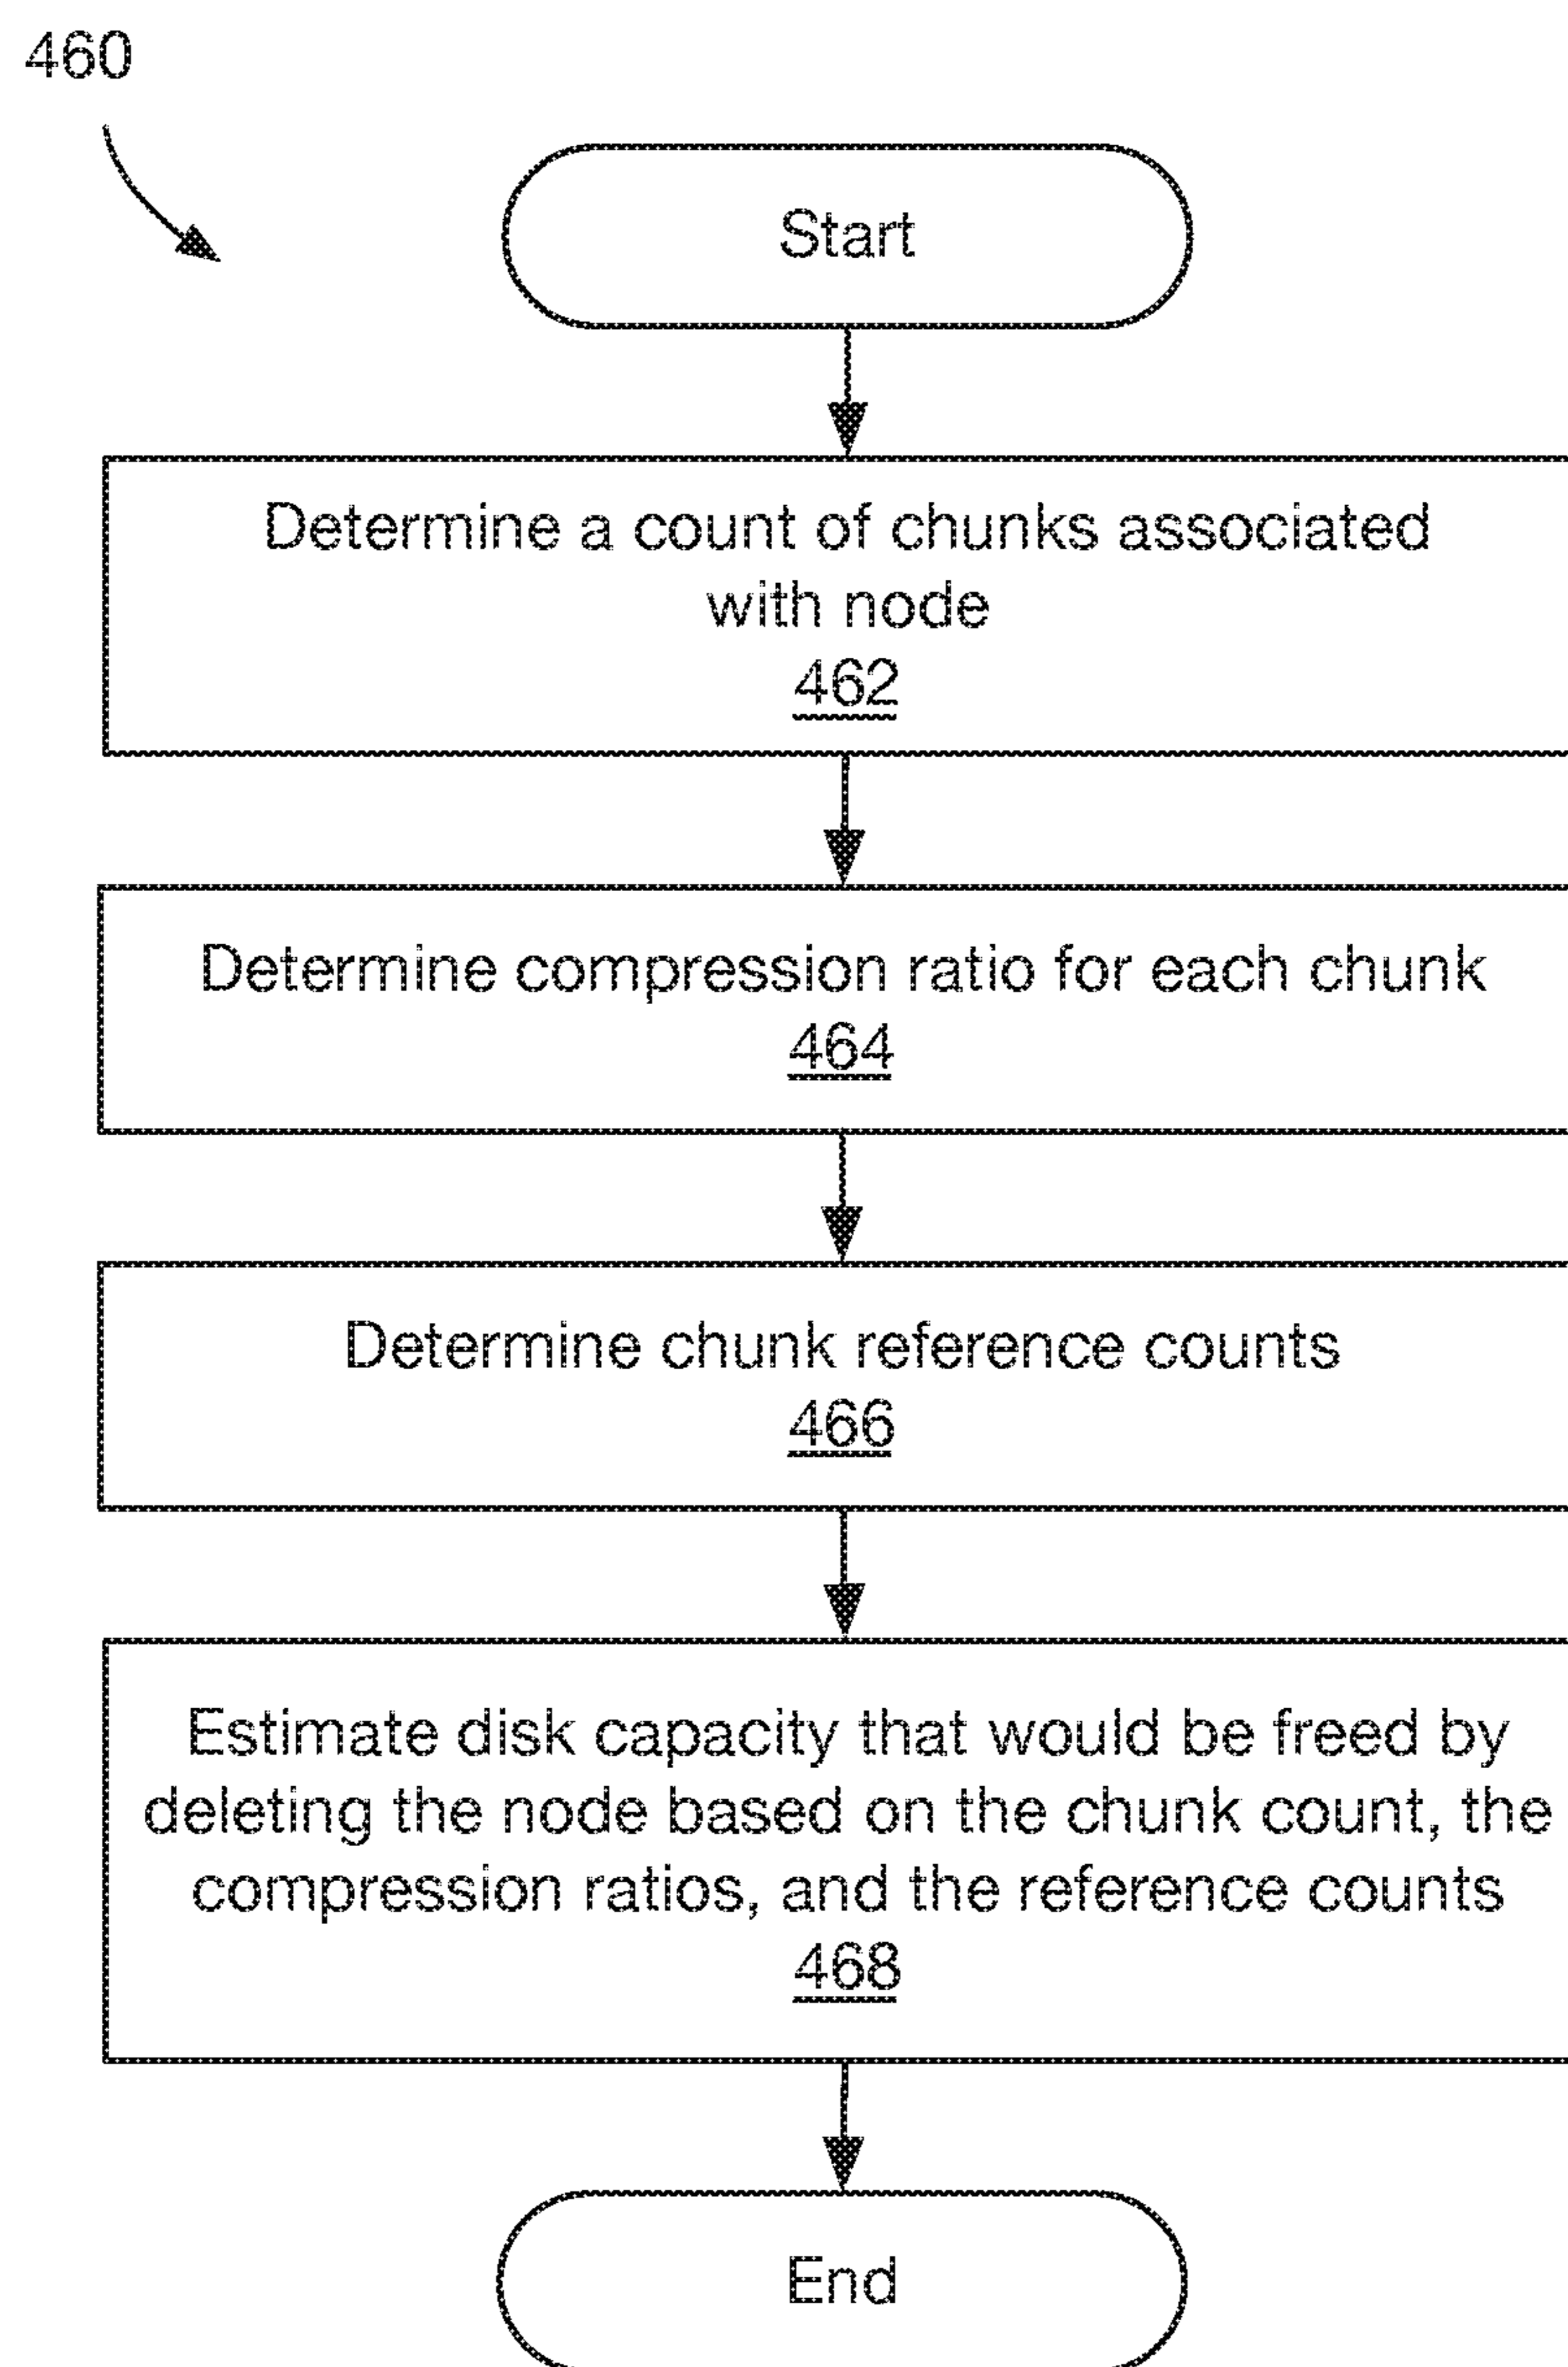 460
Start
Determine a count of chunks associated
with node
462
Determine compression ratio for each chunk
464
Determine chunk reference counts
466
Estimate disk capacity that would be freed by
deleting the node based on the chunk count, the
compression ratios, and the reference counts
468
End